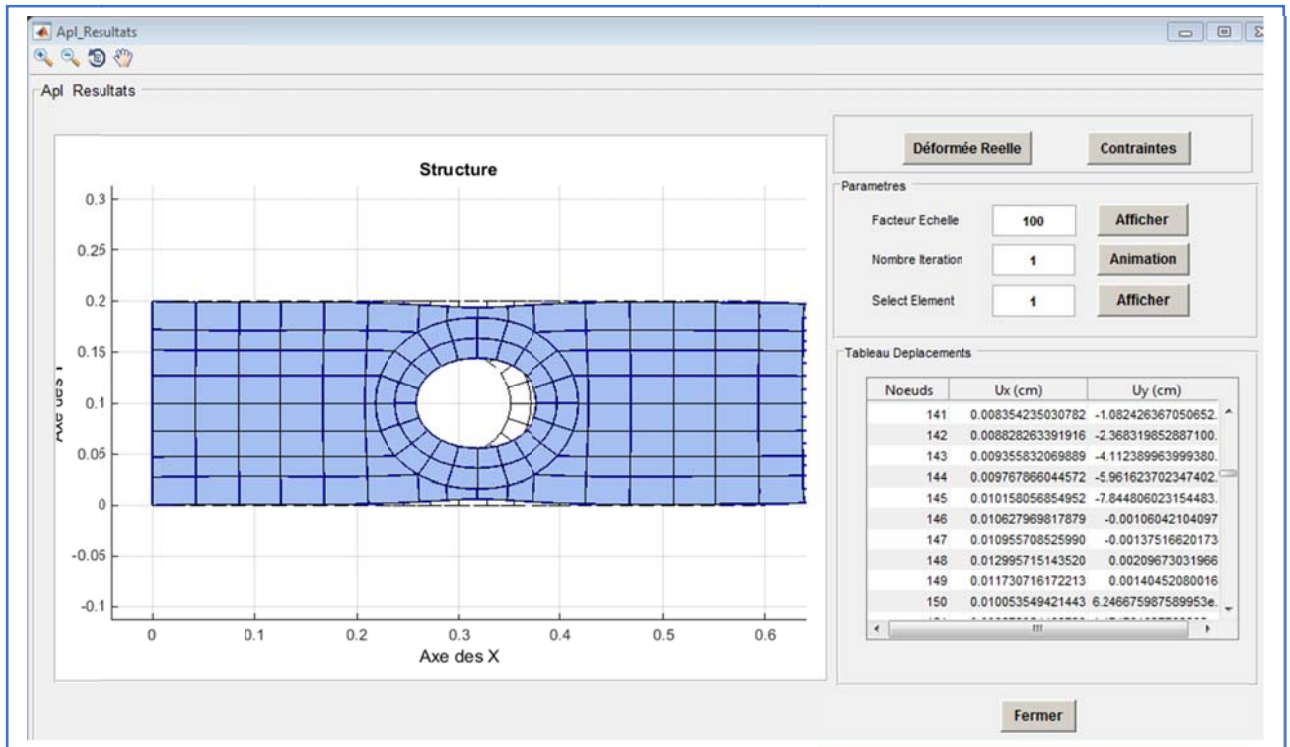 Apl_Resultats
Apl Resultats
Structure
0.3
0.25
0.2
0.15
0.1
0.05
0
-0.05
-0.1
0 0.1 0.2 0.3 0.4 0.5 0.6
Axe des X
Déformée Reelle Contraintes
Parametres
Facteur Echelle 100 Afficher
Nombre Iteration 1 Animation
Select Element 1 Afficher
Tableau Deplacements
Noeuds Ux (cm) Uy (cm)
141 0.008354235030782 -1.082426367050652.
142 0.008828263391916 -2.368319852887100.
143 0.009355832069889 -4.112389963999380.
144 0.009767866044572 -5.961623702347402.
145 0.010158056854952 -7.844806023154483.
146 0.010627969817879 -0.00106042104097
147 0.010955708525990 -0.00137516620173
148 0.012995715143520 0.00209673031966
149 0.011730716172213 0.00140452080016
150 0.010053549421443 6.246675987589953e.
Fermer